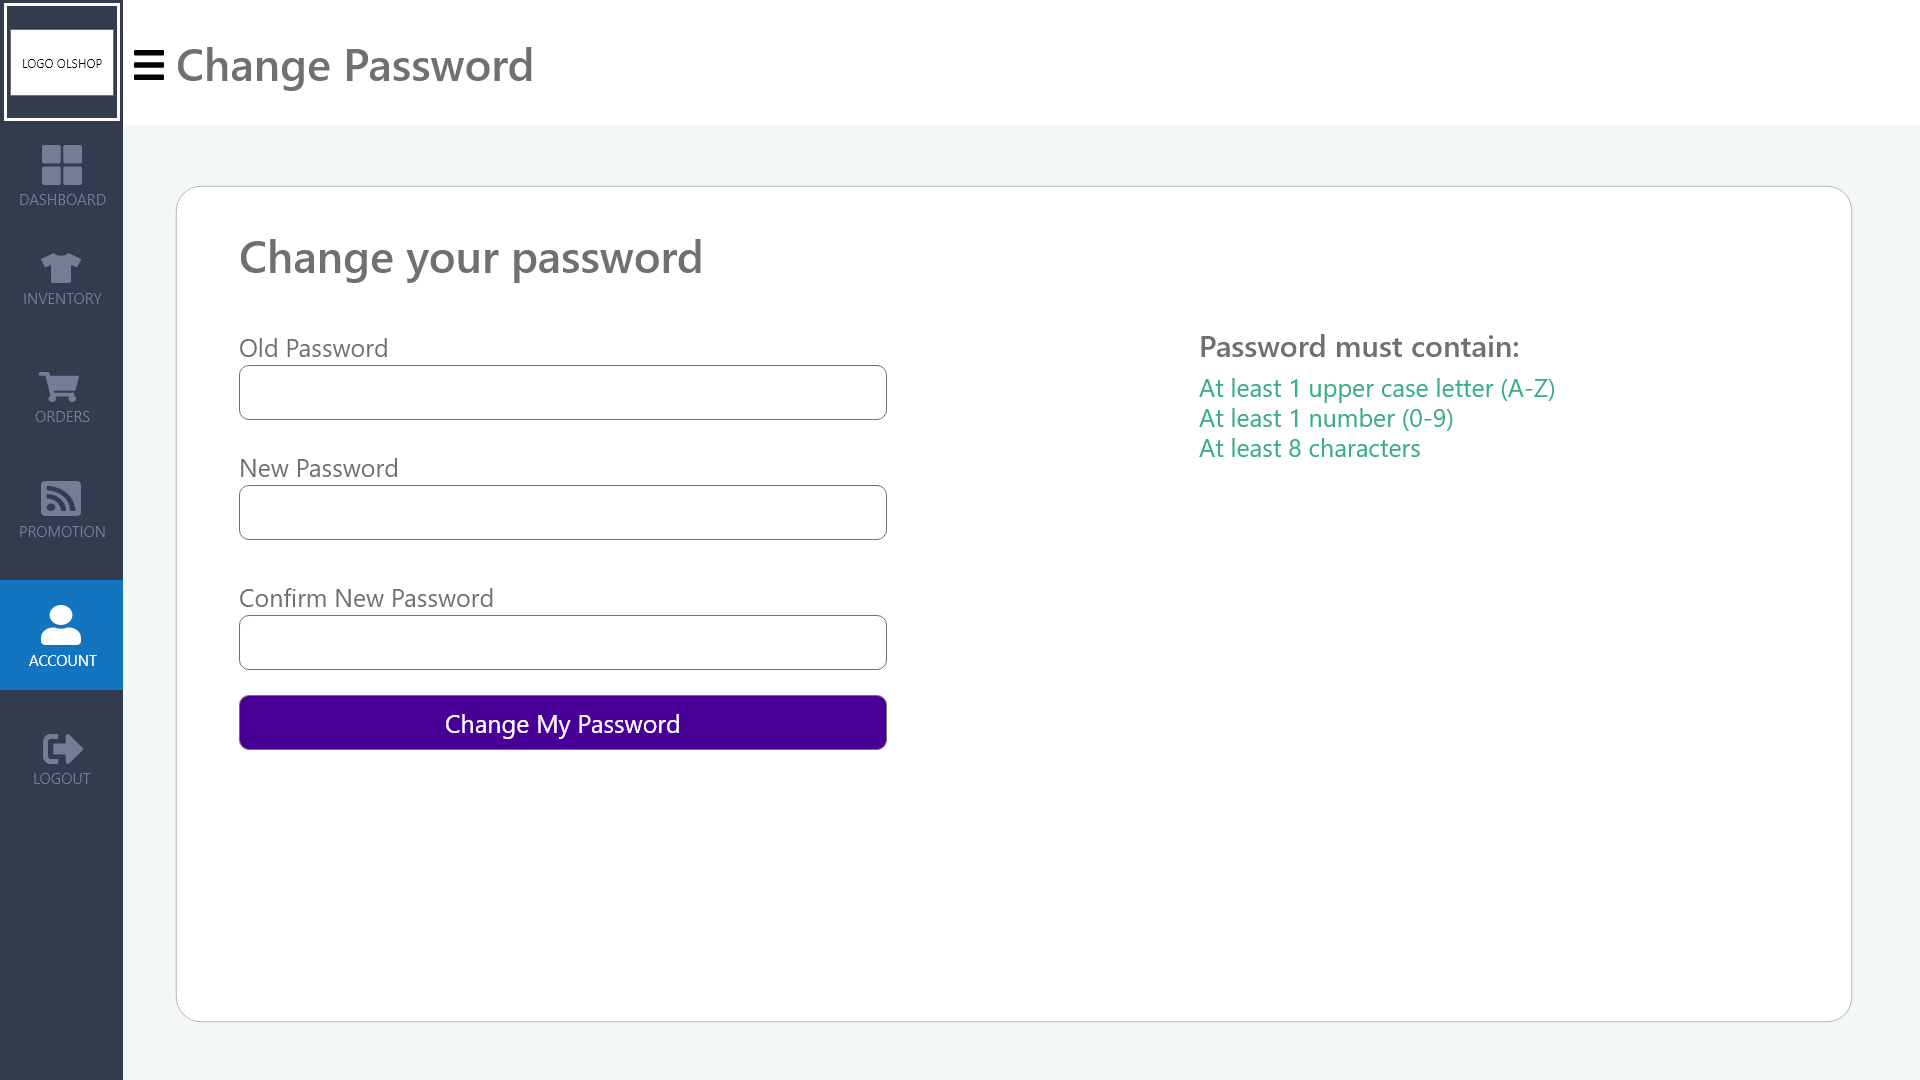 LOGO OLSHOP
Change Password
DASHBOARD
INVENTORY
ORDERS
PROMOTION
ACCOUNT
LOGOUT
Change your password
Old Password
New Password
Confirm New Password
Change My Password
Password must contain:
At least 1 upper case letter (A-Z)
At least 1 number (0-9)
At least 8 characters